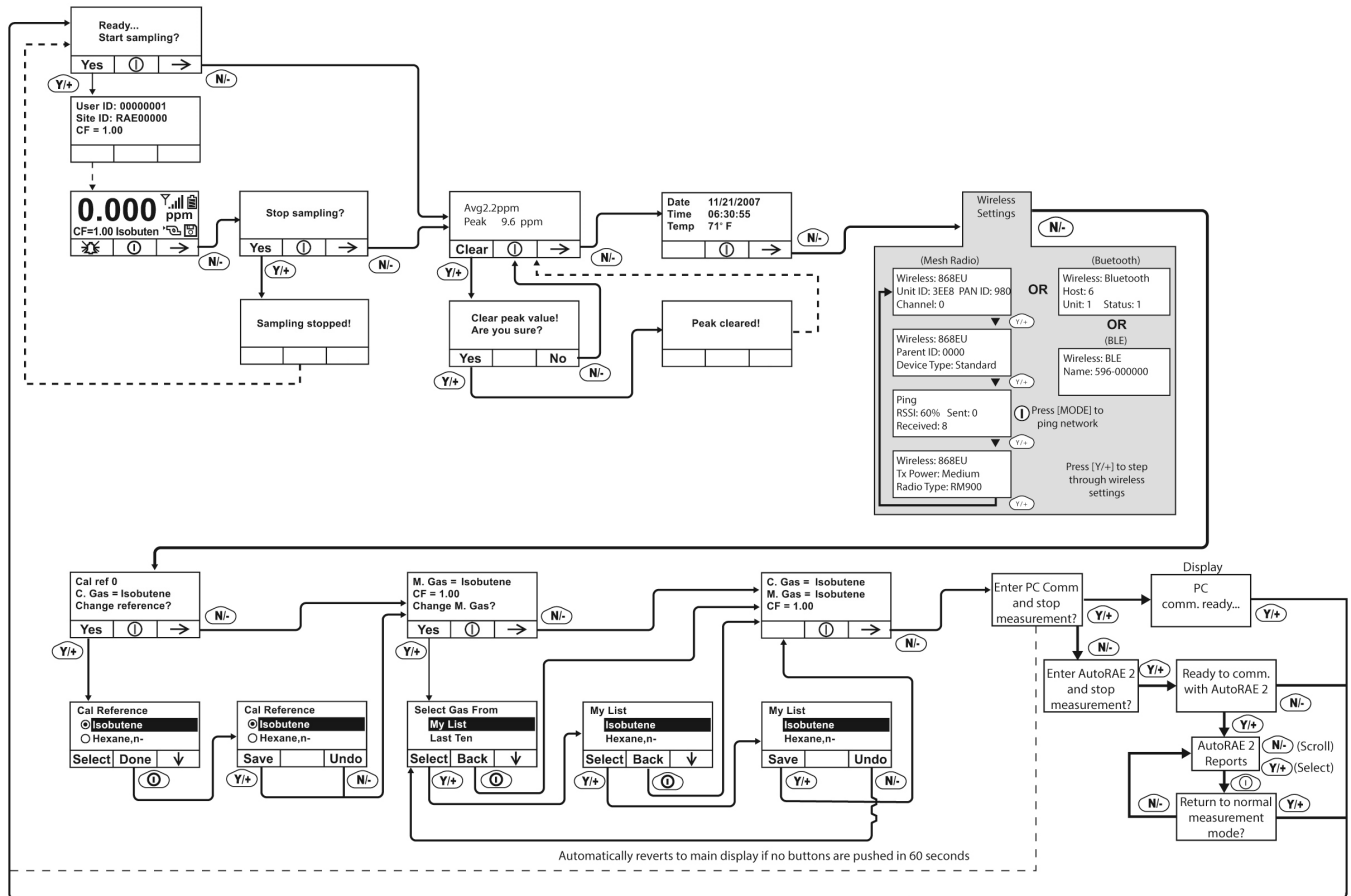 Ready...
Start sampling?
Yes
N/-
Y/+
User ID: 00000001
Site ID: RAE00000
CF = 1.00
0.000
ppm
CF=1.00 Isobuten
N/-
Stop sampling?
Yes
N/-
Y/+
Sampling stopped!
Avg2.2ppm
Peak 9.6 ppm
Clear
N/-
Y/+
Clear peak value!
Are you sure?
Yes No
N/-
Y/+
Peak cleared!
Date 11/21/2007
Time 06:30:55
Temp 71° F
N/-
Wireless
Settings
N/-
(Mesh Radio)
Wireless: 868EU
Unit ID: 3EE8 PAN ID: 980
Channel: 0
Y/+
Wireless: 868EU
Parent ID: 0000
Device Type: Standard
Y/+
Ping
RSSI: 60% Sent: 0
Received: 8
Press [MODE] to
ping network
Y/+
Wireless: 868EU
Tx Power: Medium
Radio Type: RM900
Y/+
OR
(Buetooth)
Wireless: Bluetooth
Host: 6
Unit: 1 Status: 1
OR
(BLE)
Wireless: BLE
Name: 596-000000
Press [Y/+] to step
through wireless
settings
Cal ref 0
C. Gas = Isobutene
Change reference?
Yes
N/-
Y/+
Cal Reference
Isobutene
Hexane,n-
Select Done
Cal Reference
Isobutene
Hexane,n-
Save Undo
Y/+
N/-
M. Gas = Isobutene
CF = 1.00
Change M. Gas?
Yes
N/-
Y/+
Select Gas From
My List
Last Ten
Select Back
Y/+
My List
Isobutene
Hexane,n-
Select Back
Y/+
My List
Isobutene
Hexane,n-
Save Undo
Y/+
N/-
C. Gas = Isobutene
M. Gas = Isobutene
CF = 1.00
N/-
Enter PC Comm
and stop
measurement?
Y/+
Display
PC
comm. ready...
Y/+
N/-
Enter AutoRAE 2
and stop
measurement?
Y/+
Ready to comm.
with AutoRAE 2
N/-
Y/+
AutoRAE 2
Reports
N/- (Scroll)
Y/+ (Select)
Return to normal
measurement
mode?
N/-
Y/+
Automatically reverts to main display if no buttons are pushed in 60 seconds